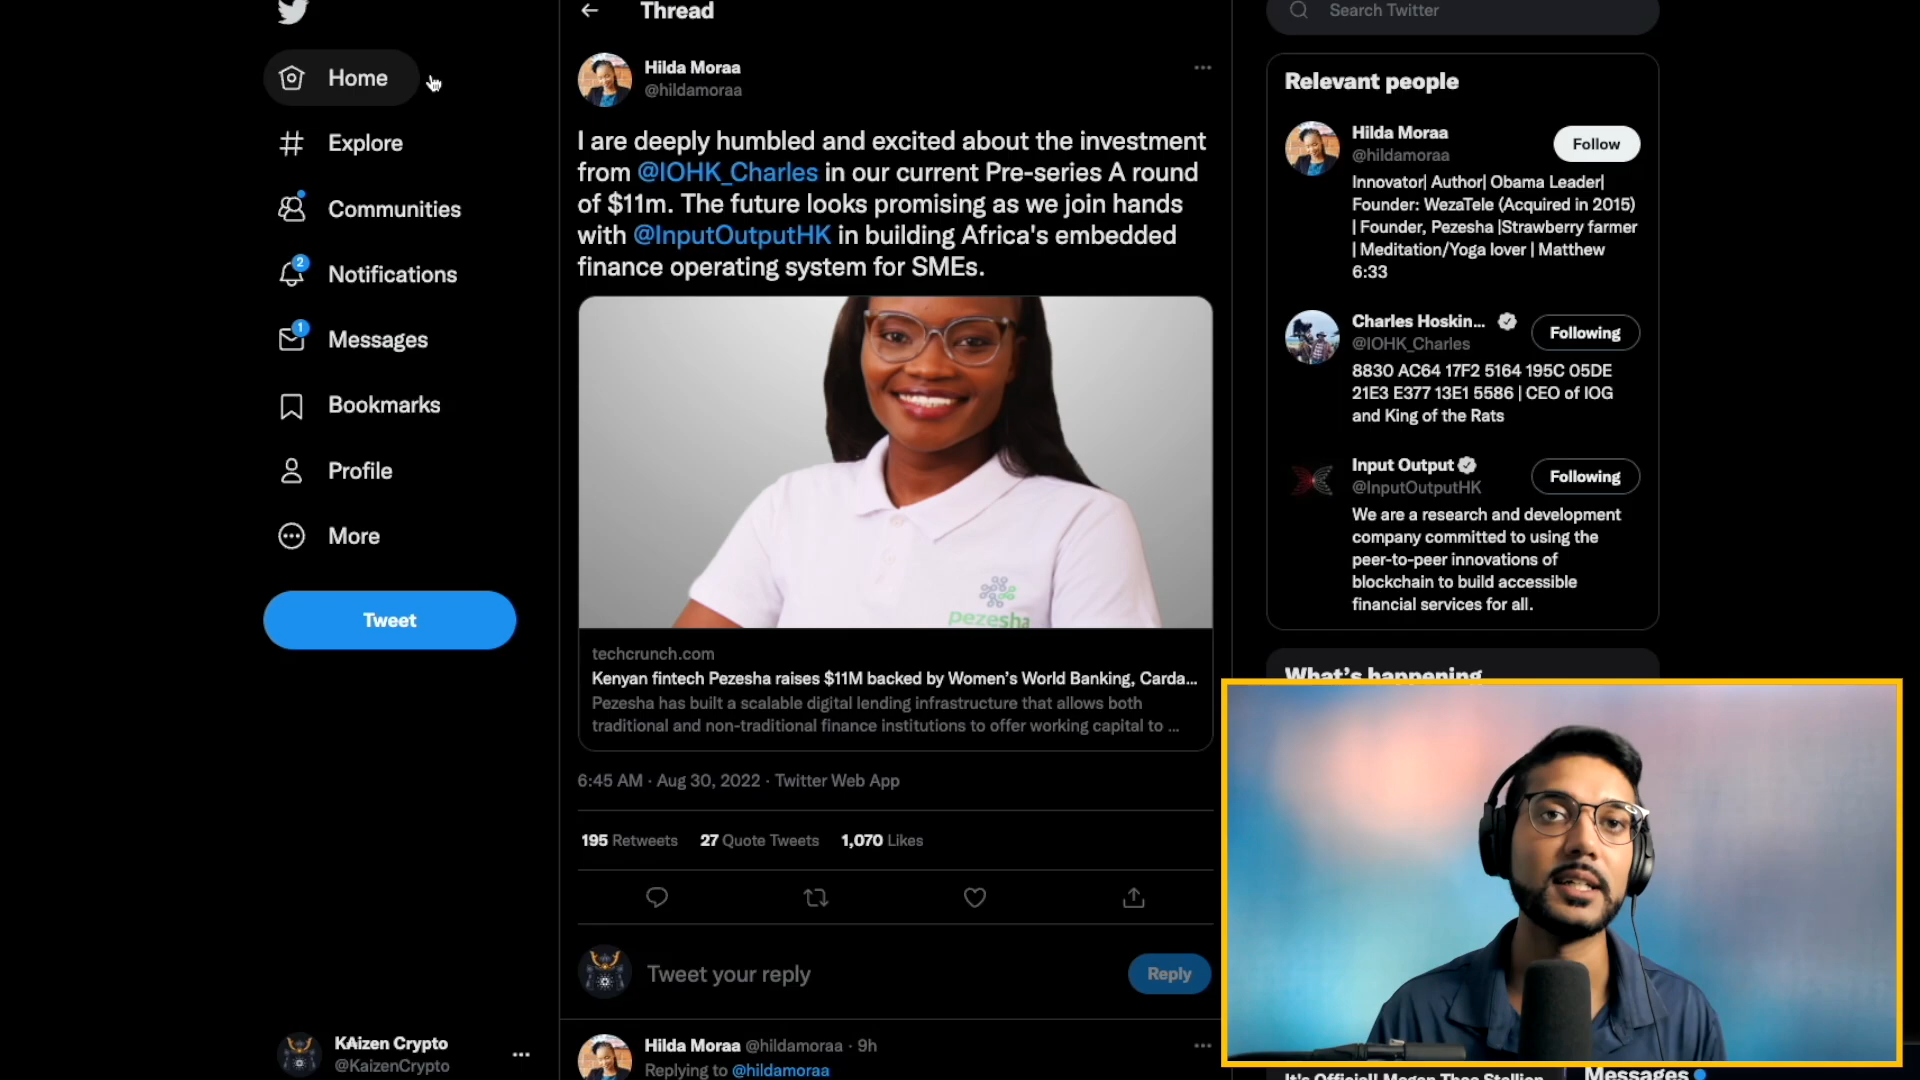 Home
Explore
Communities
2
Notifications
1
Messages
Bookmarks
Profile
More
Tweet
KAizen Crypto
@KaizenCrypto
Thread
Hilda Moraa
@hildamoraa
I are deeply humbled and excited about the investment
from @IOHK_Charles in our current Pre-series A round
of $11m. The future looks promising as we join hands
with @InputOutputHK in building Africa's embedded
finance operating system for SMEs.
pezesha
techcrunch.com
Kenyan fintech Pezesha raises $11M backed by Women's World Banking, Carda...
Pezesha has built a scalable digital lending infrastructure that allows both
traditional and non-traditional finance institutions to offer working capital to ...
6:45 AM · Aug 30, 2022 · Twitter Web App
195 Retweets 27 Quote Tweets 1,070 Likes
Tweet your reply
Reply
Hilda Moraa @hildamoraa · 9h
Replying to @hildamoraa
Search Twitter
Relevant people
Hilda Moraa
@hildamoraa
Follow
Innovator| Author| Obama Leader|
Founder: WezaTele (Acquired in 2015)
| Founder, Pezesha |Strawberry farmer
| Meditation/Yoga lover | Matthew
6:33
Charles Hoskin...
@IOHK_Charles
Following
8830 AC64 17F2 5164 195C 05DE
21E3 E377 13E1 5586 | CEO of IOG
and King of the Rats
Input Output
@InputOutputHK
Following
We are a research and development
company committed to using the
peer-to-peer innovations of
blockchain to build accessible
financial services for all.
What's happening
It's Official! Megan Thee Stallion
Messages